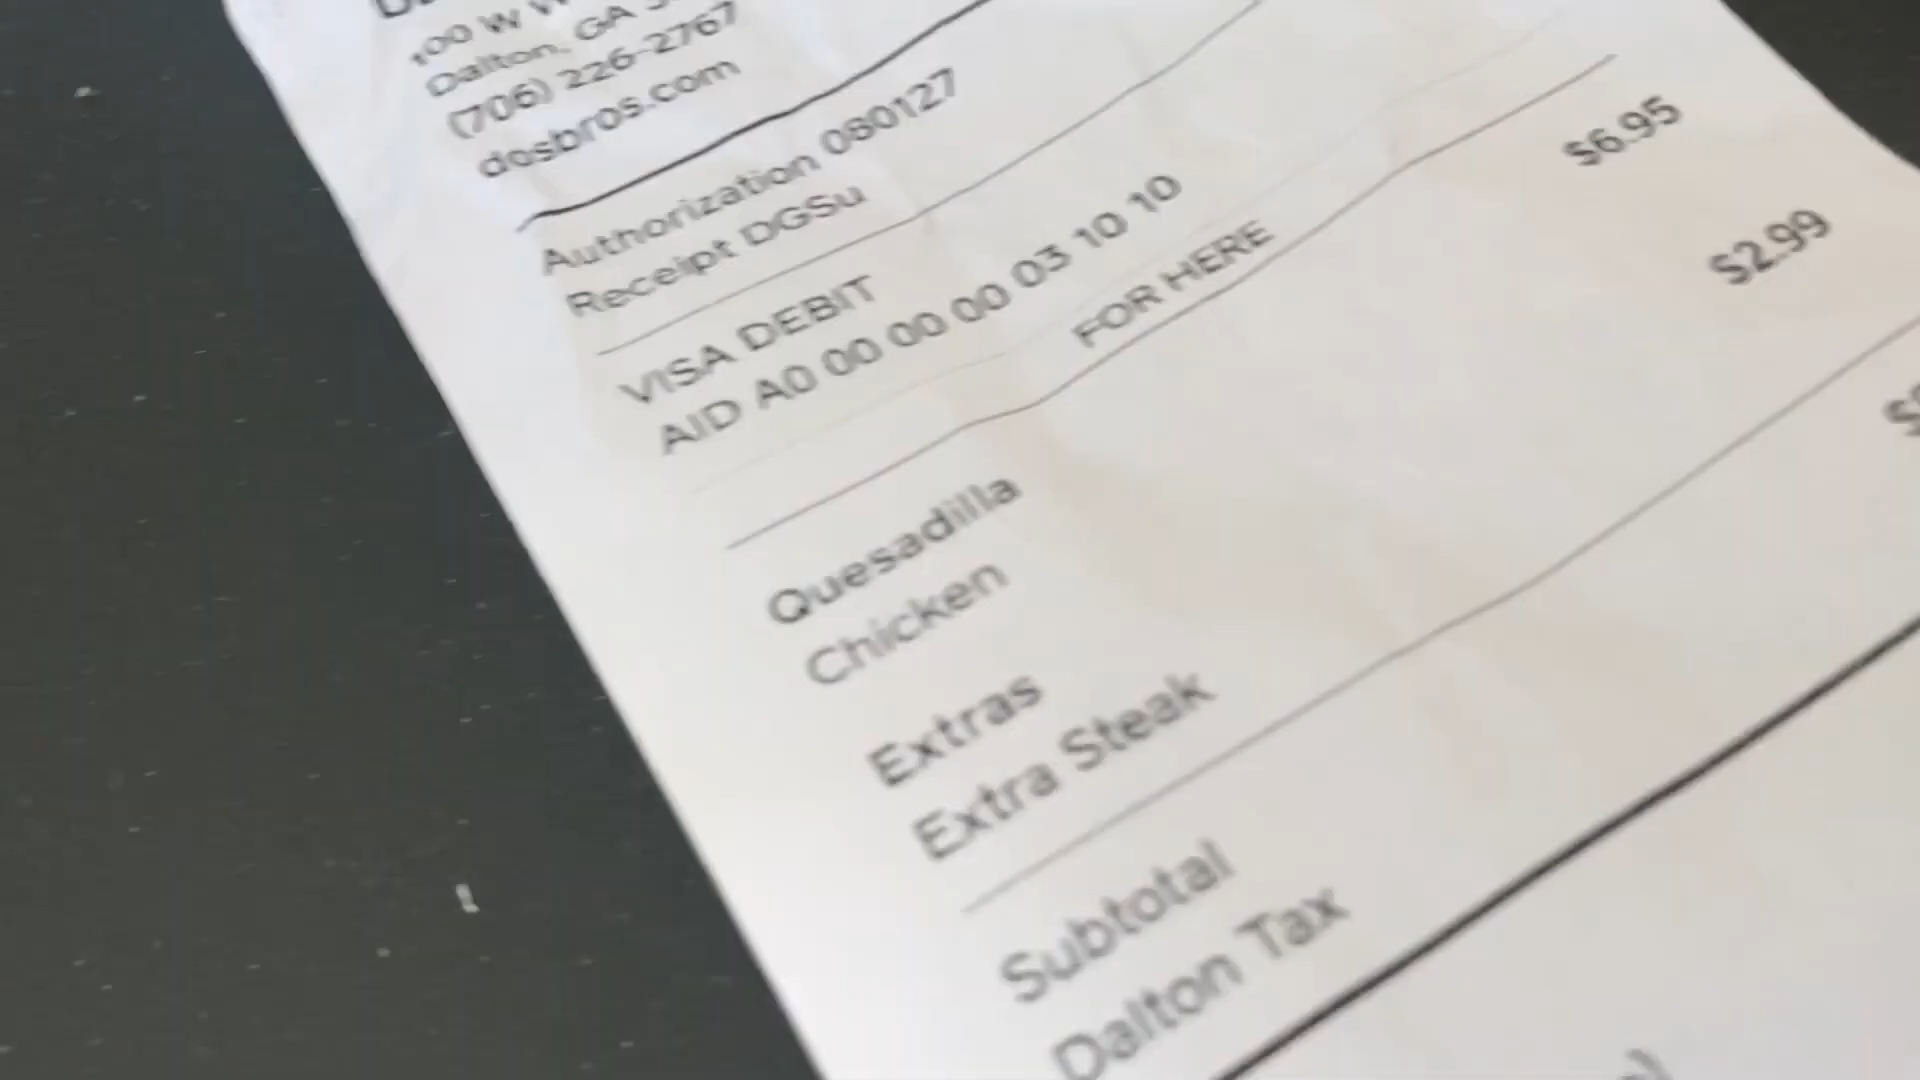 Dalton, GA
(706) 226-2767
dosbros.com
Authorization 080127
Receipt DGSu
VISA DEBIT
AID A0 00 00 00 03 10 10
FOR HERE
Quesadilla $6.95
Chicken
Extras $2.99
Extra Steak
Subtotal
Dalton Tax